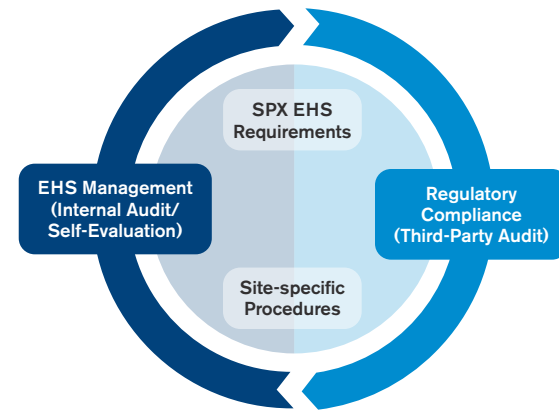 SPX EHS
Requirements
EHS Management
(Internal Audit/
Self-Evaluation)
Regulatory
Compliance
(Third-Party Audit)
Site-specific
Procedures